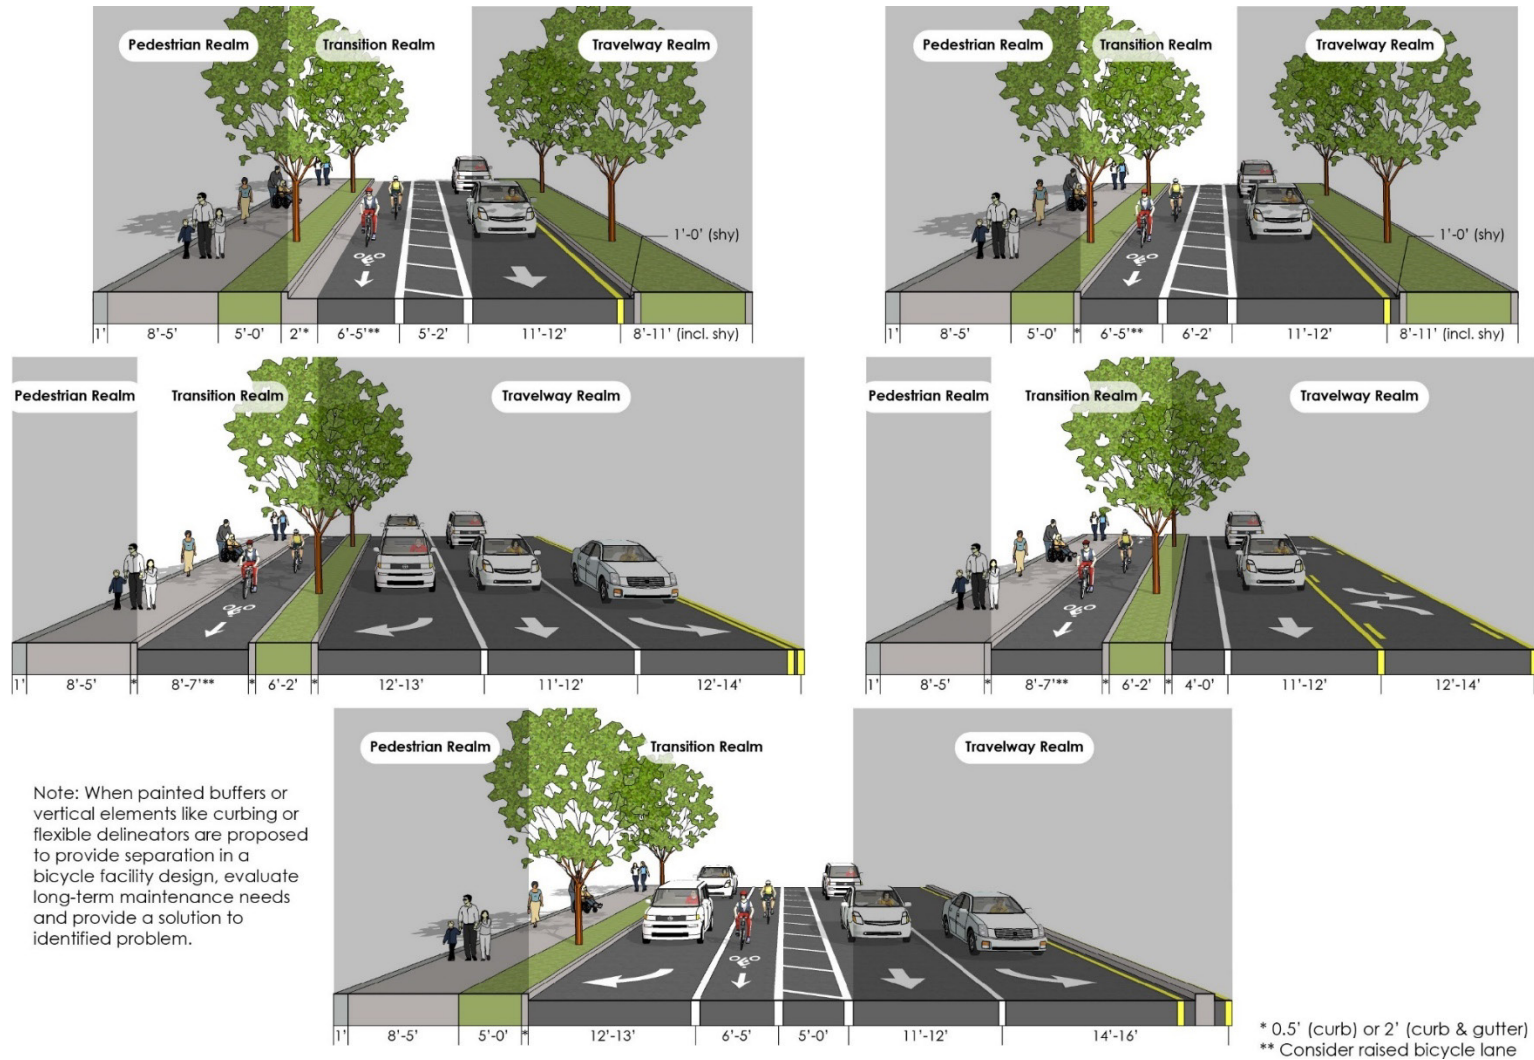 Pedestrian Realm
Transition Realm
Travelway Realm
1'-0' (shy)
1'
8'-5'
5'-0'
2'*
6'-5'**
5'-2'
11'-12'
8'-11' (incl. shy)
Pedestrian Realm
Transition Realm
Travelway Realm
1'-0' (shy)
1'
8'-5'
5'-0'
*
6'-5'**
6'-2'
11'-12'
8'-11' (incl. shy)
Pedestrian Realm
Transition Realm
Travelway Realm
1'
8'-5'
*
8'-7'**
*
6'-2'
*
12'-13'
11'-12'
12'-14'
Pedestrian Realm
Transition Realm
Travelway Realm
1'
8'-5'
*
8'-7'**
*
6'-2'
*
4'-0'
11'-12'
12'-14'
Note: When painted buffers or
vertical elements like curbing or
flexible delineators are proposed
to provide separation in a
bicycle facility design, evaluate
long-term maintenance needs
and provide a solution to
identified problem.
Pedestrian Realm
Transition Realm
Travelway Realm
1'
8'-5'
5'-0'
*
12'-13'
6'-5'
5'-0'
11'-12'
14'-16'
* 0.5' (curb) or 2' (curb & gutter)
** Consider raised bicycle lane